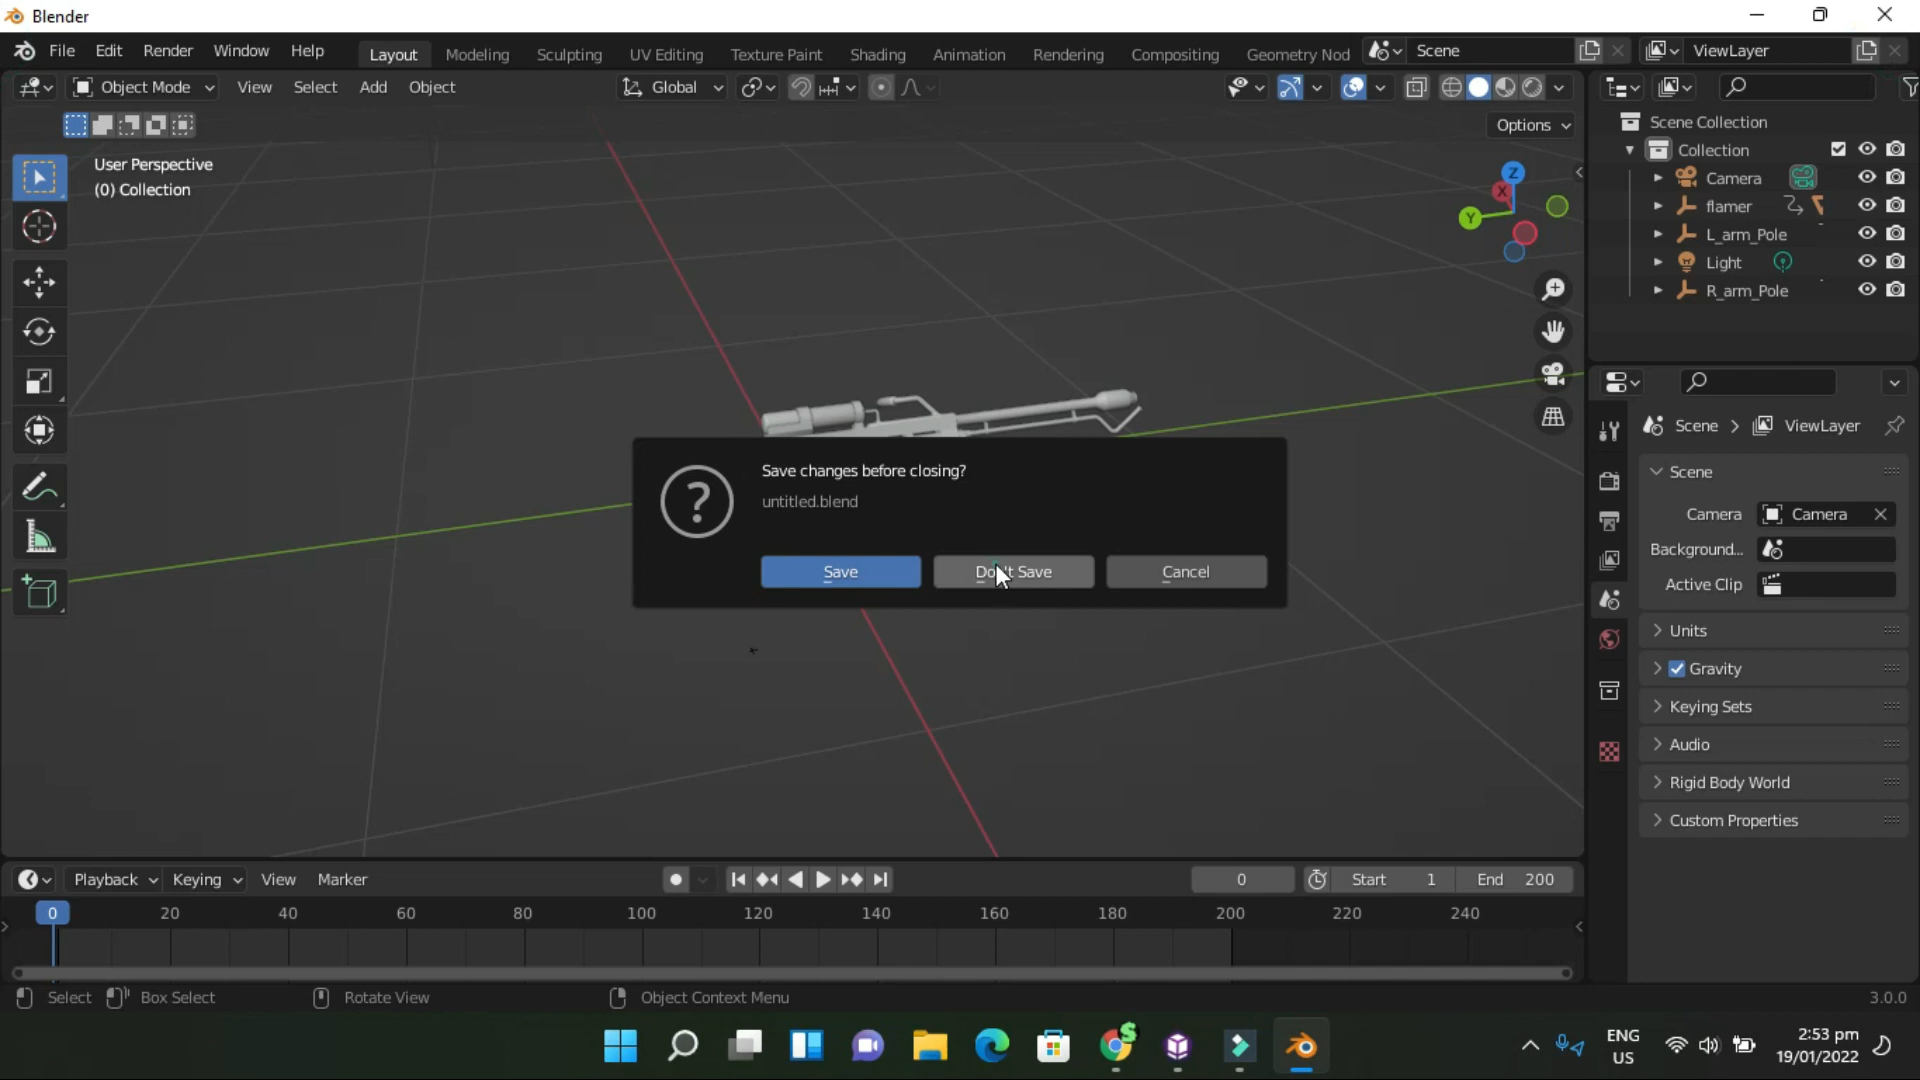 Blender
File Edit Render Window Help Layout Modeling Sculpting UV Editing Texture Paint Shading Animation Rendering Compositing Geometry Nod Scene ViewLayer
Object Mode View Select Add Object Global
Options
User Perspective
(0) Collection
Z
X
Y
Scene Collection
Collection
Camera
flamer
L_arm_Pole
Light
R_arm_Pole
Scene > ViewLayer
Scene
Camera Camera
Background...
Active Clip
Units
Gravity
Keying Sets
Audio
Rigid Body World
Custom Properties
Save changes before closing?
untitled.blend
Save Don't Save Cancel
Playback Keying View Marker 0 Start 1 End 200
0 20 40 60 80 100 120 140 160 180 200 220 240
Select Box Select Rotate View Object Context Menu 3.0.0
ENG
US
2:53 pm
19/01/2022